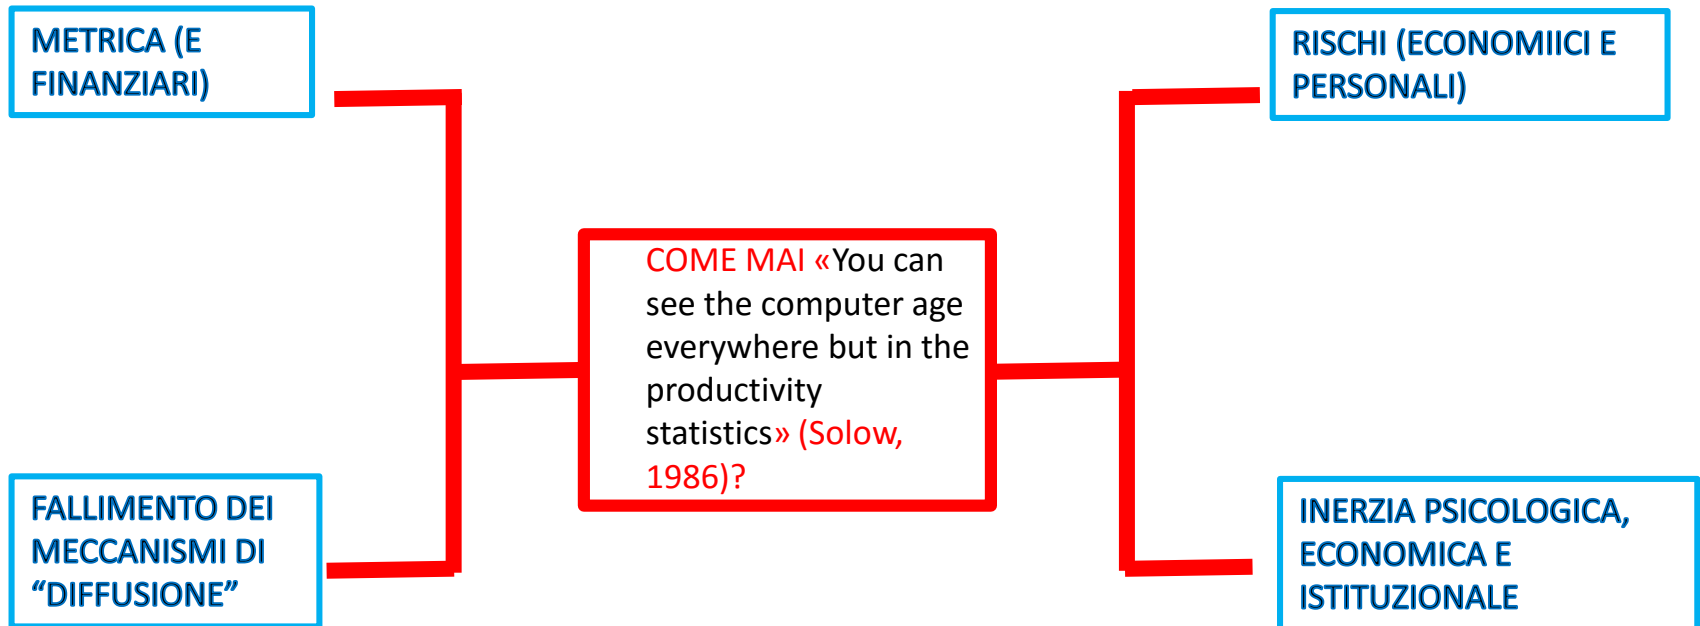 METRICA (E
FINANZIARI)
RISCHI (ECONOMIICI E
PERSONALI)
COME MAI «You can
see the computer age
everywhere but in the
productivity
statistics» (Solow,
1986)?
FALLIMENTO DEI
MECCANISMI DI
“DIFFUSIONE”
INERZIA PSICOLOGICA,
ECONOMICA E
ISTITUZIONALE